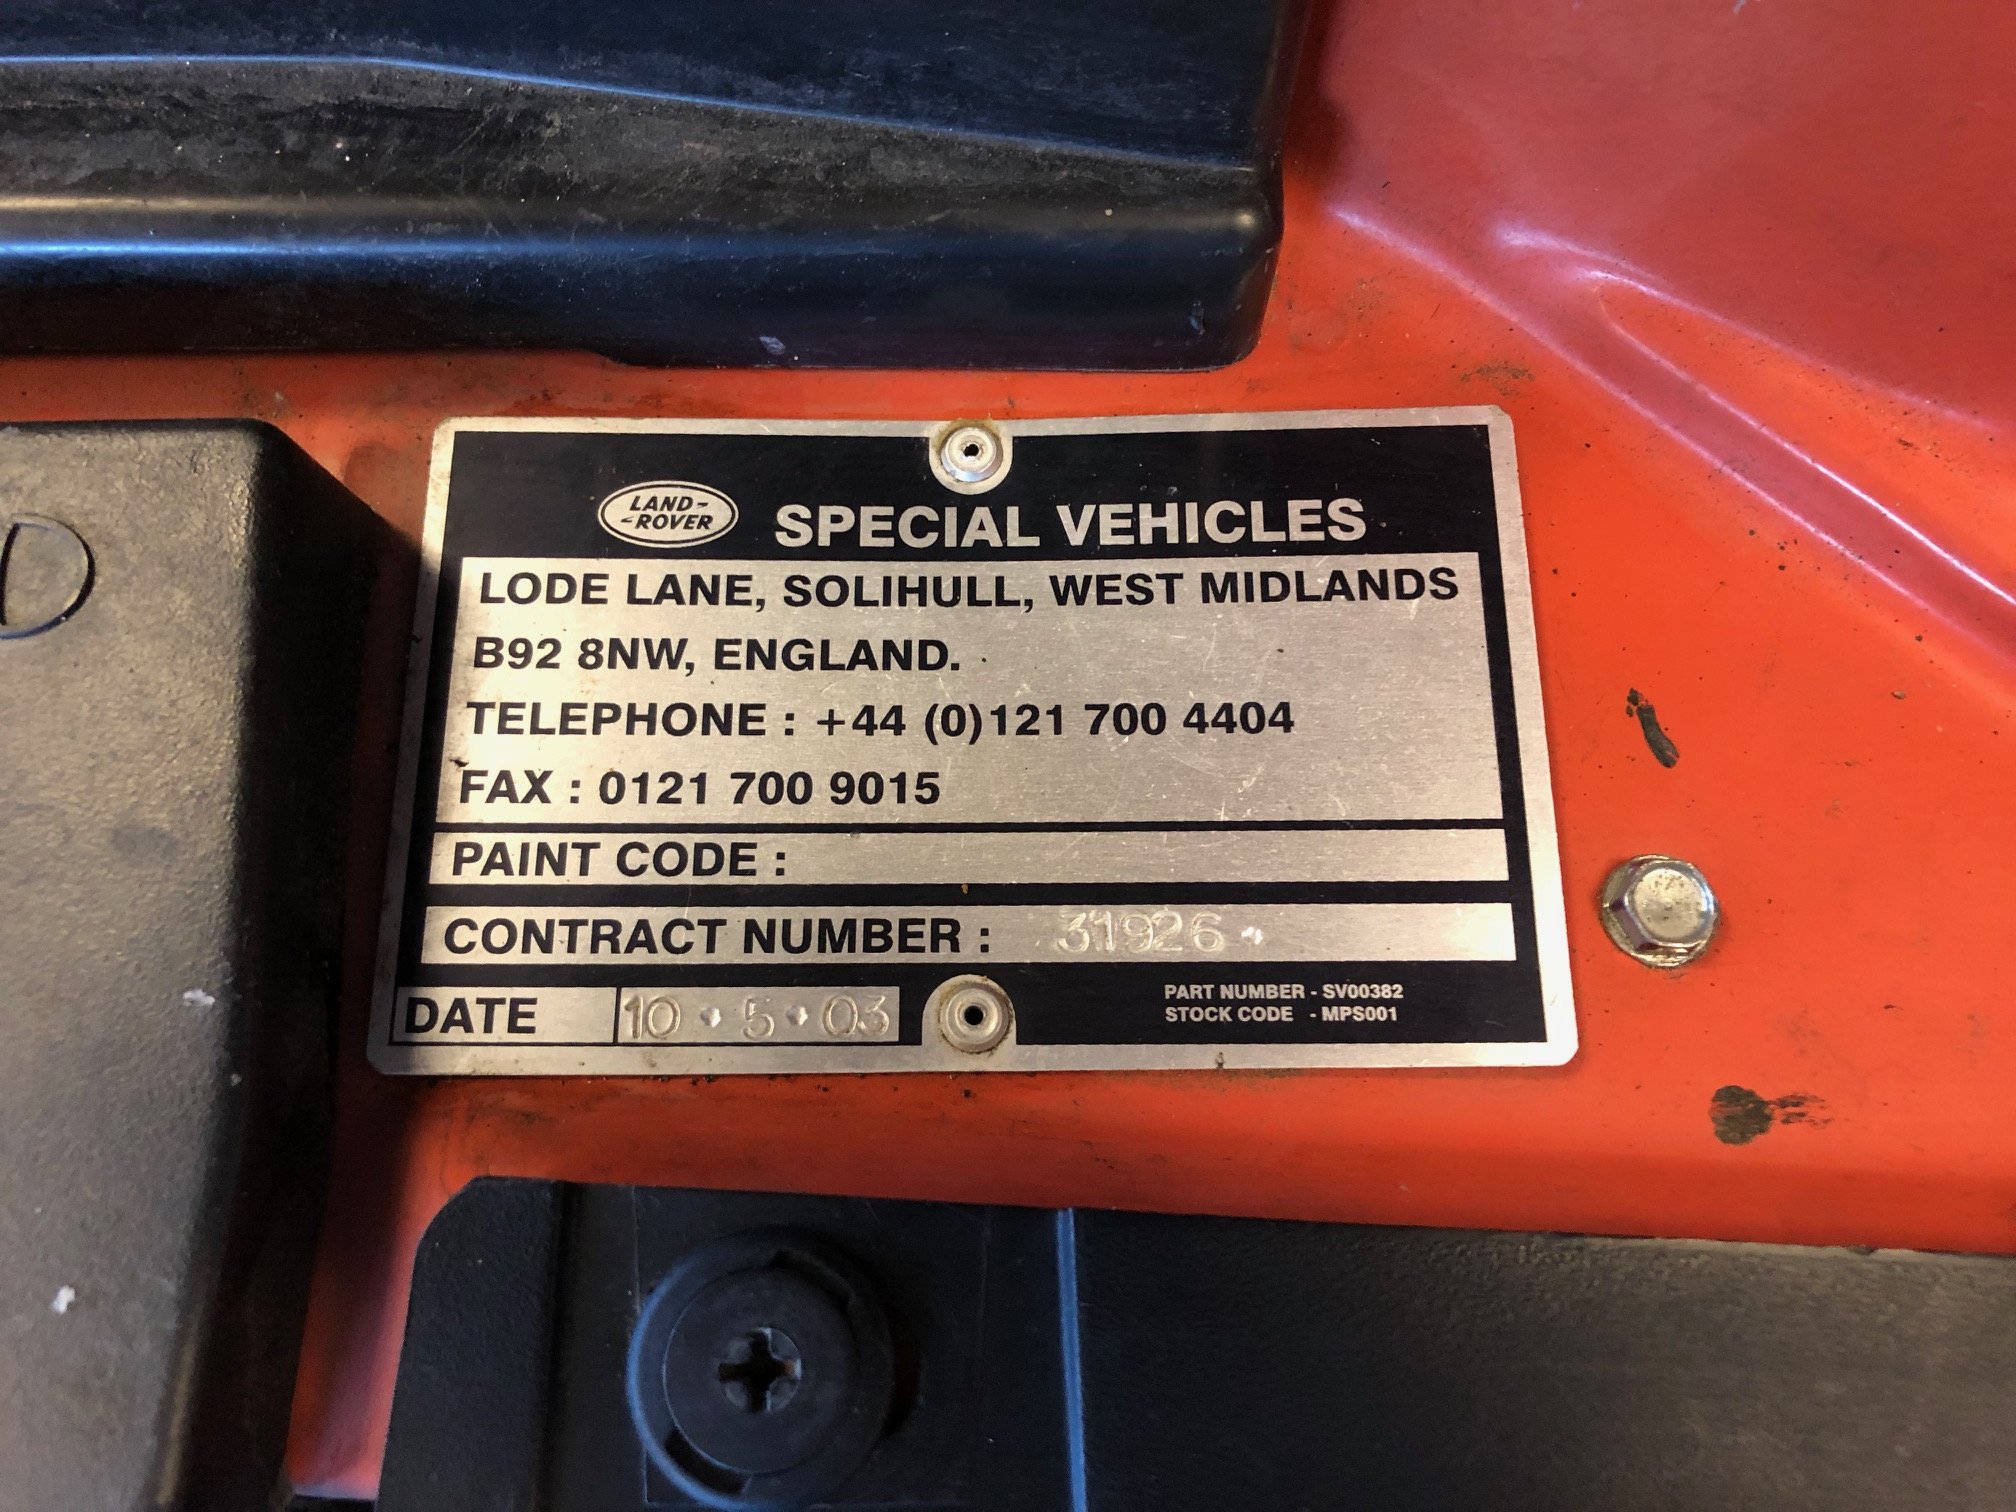 D
LAND-
-ROVER
SPECIAL VEHICLES
LODE LANE, SOLIHULL, WEST MIDLANDS
B92 8NW, ENGLAND.
TELEPHONE : +44 (0)121 700 4404
FAX : 0121 700 9015
PAINT CODE :
CONTRACT NUMBER : 31926 .
DATE 10 . 5 . 03
PART NUMBER - SV00382
STOCK CODE - MPS001